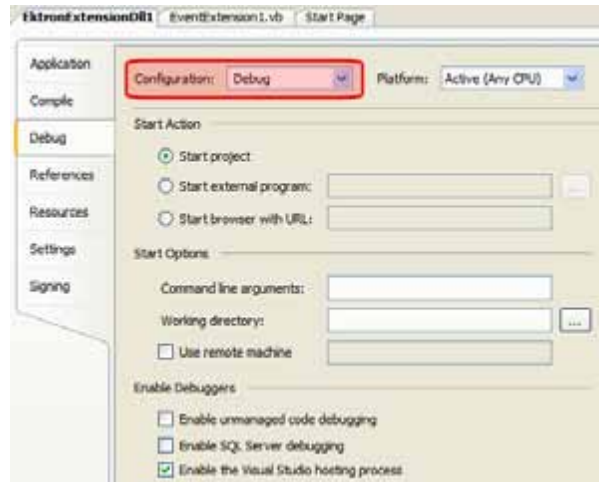 EktronExtensionDll1 EventExtension1.vb Start Page
Application
Compile
Debug
References
Resources
Settings
Signing
Configuration: Debug Platform: Active (Any CPU)
Start Action
Start project
Start external program: ...
Start browser with URL:
Start Options
Command line arguments:
Working directory: ...
Use remote machine
Enable Debuggers
Enable unmanaged code debugging
Enable SQL Server debugging
Enable the Visual Studio hosting process